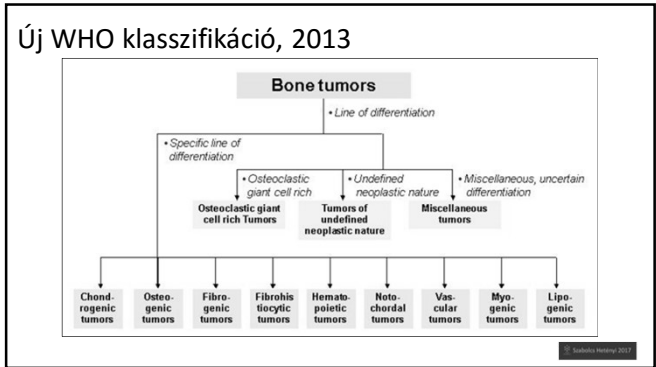 Új WHO klasszifikáció, 2013
Bone tumors
• Line of differentiation
• Specific line of
differentiation
• Osteoclastic
giant cell rich
• Undefined
neoplastic nature
• Miscellaneous, uncertain
differentiation
Osteoclastic giant
cell rich Tumors
Tumors of
undefined
neoplastic nature
Miscellaneous
tumors
Chond-
rogenic
tumors
Osteo-
genic
tumors
Fibro-
genic
tumors
Fibrohis
tiocytic
tumors
Hemato-
poietic
tumors
Noto-
chordal
tumors
Vas-
cular
tumors
Myo-
genic
tumors
Lipo-
genic
tumors
Szabolcs Hetényi 2017